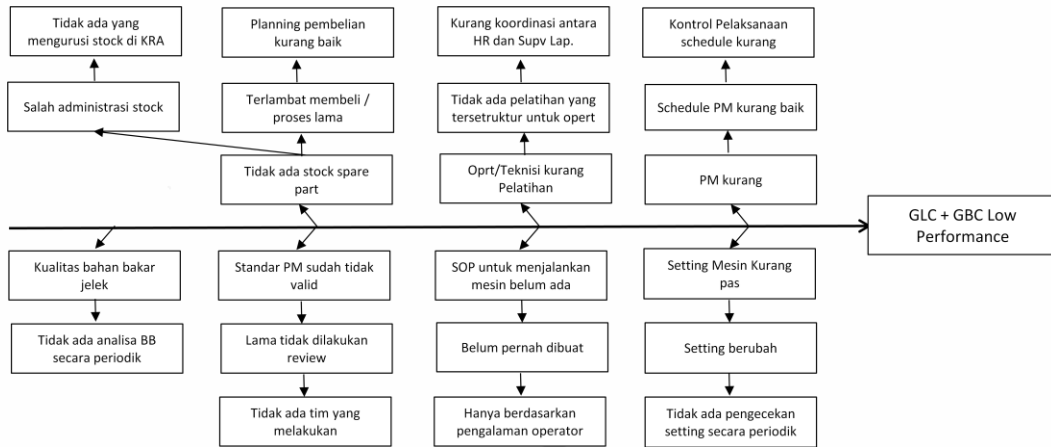 Tidak ada yang
mengurusi stock di KRA
Planning pembelian
kurang baik
Kurang koordinasi antara
HR dan Supv Lap.
Kontrol Pelaksanaan
schedule kurang
Salah administrasi stock
Terlambat membeli /
proses lama
Tidak ada pelatihan yang
tersetruktur untuk opert
Schedule PM kurang baik
Tidak ada stock spare
part
Oprt/Teknisi kurang
Pelatihan
PM kurang
GLC + GBC Low
Performance
Kualitas bahan bakar
jelek
Standar PM sudah tidak
valid
SOP untuk menjalankan
mesin belum ada
Setting Mesin Kurang
pas
Tidak ada analisa BB
secara periodik
Lama tidak dilakukan
review
Belum pernah dibuat
Setting berubah
Tidak ada tim yang
melakukan
Hanya berdasarkan
pengalaman operator
Tidak ada pengecekan
setting secara periodik